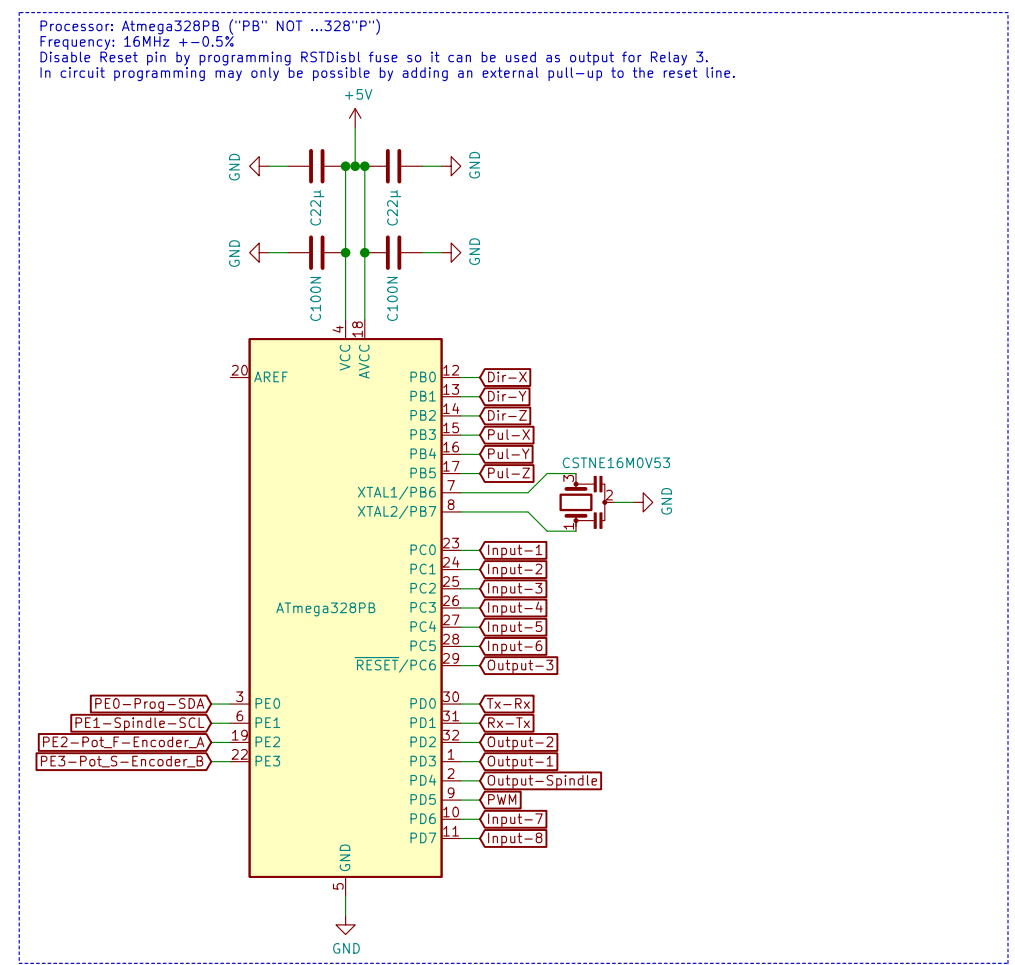 Processor: Atmega328PB ("PB" NOT ...328"P")
Frequency: 16MHz +-0.5%
Disable Reset pin by programming RSTDisbl fuse so it can be used as output for Relay 3.
In circuit programming may only be possible by adding an external pull-up to the reset line.
+5V
GND
C22µ
C22µ
GND
GND
C100N
C100N
GND
4
18
VCC
AVCC
20 AREF
PB0 12 Dir-X
PB1 13 Dir-Y
PB2 14 Dir-Z
PB3 15 Pul-X
PB4 16 Pul-Y
PB5 17 Pul-Z
XTAL1/PB6 7
XTAL2/PB7 8
CSTNE16M0V53
3
2
1
GND
PC0 23 Input-1
PC1 24 Input-2
PC2 25 Input-3
ATmega328PB
PC3 26 Input-4
PC4 27 Input-5
PC5 28 Input-6
RESET/PC6 29 Output-3
PE0-Prog-SDA 3 PE0
PD0 30 Tx-Rx
PE1-Spindle-SCL 6 PE1
PD1 31 Rx-Tx
PE2-Pot_F-Encoder_A 19 PE2
PD2 32 Output-2
PE3-Pot_S-Encoder_B 22 PE3
PD3 1 Output-1
PD4 2 Output-Spindle
PD5 9 PWM
PD6 10 Input-7
PD7 11 Input-8
GND
5
GND